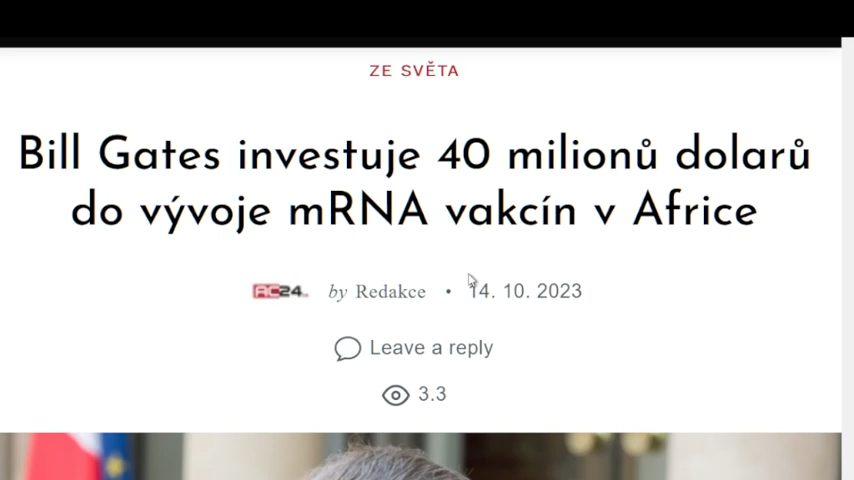 ZE SVĚTA
Bill Gates investuje 40 milionů dolarů
do vývoje mRNA vakcín v Africe
AC24 by Redakce • 14. 10. 2023
Leave a reply
3.3